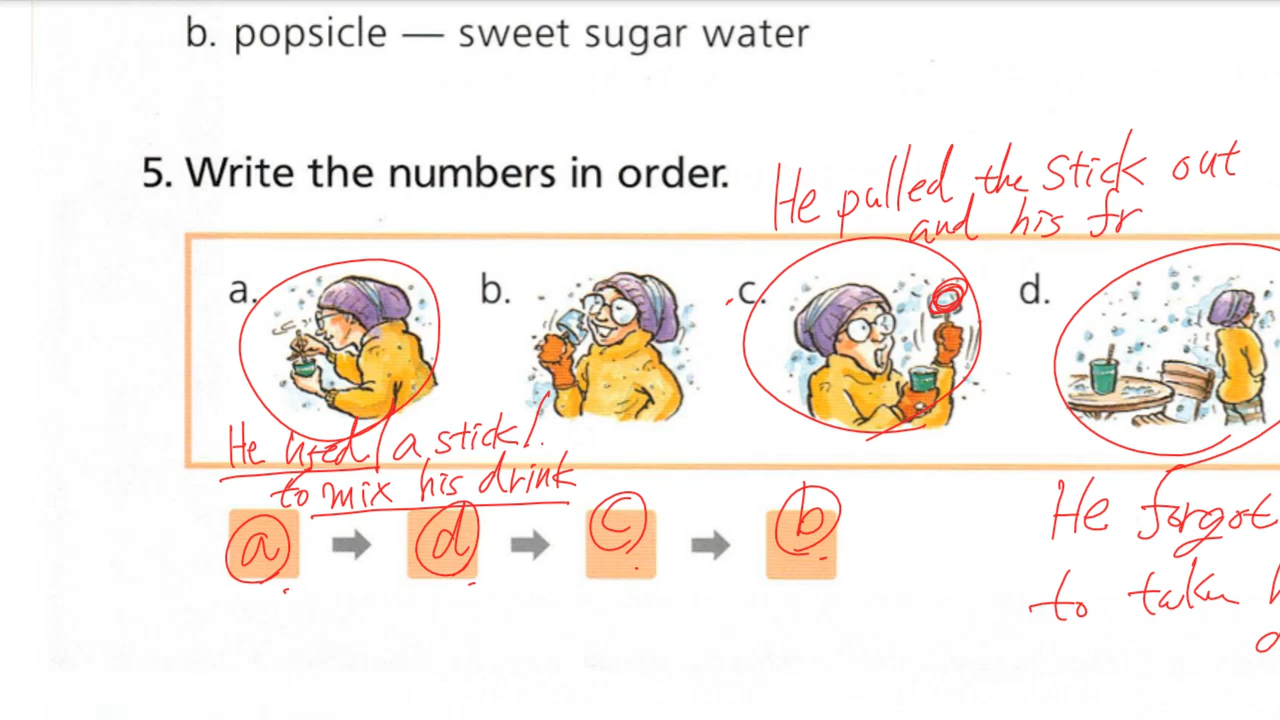 b. popsicle — sweet sugar water
5. Write the numbers in order.
He pulled the stick out
and his fr
a.
b.
c.
d.
He used a stick
to mix his drink
a
d
c
b
He forgot
to taken